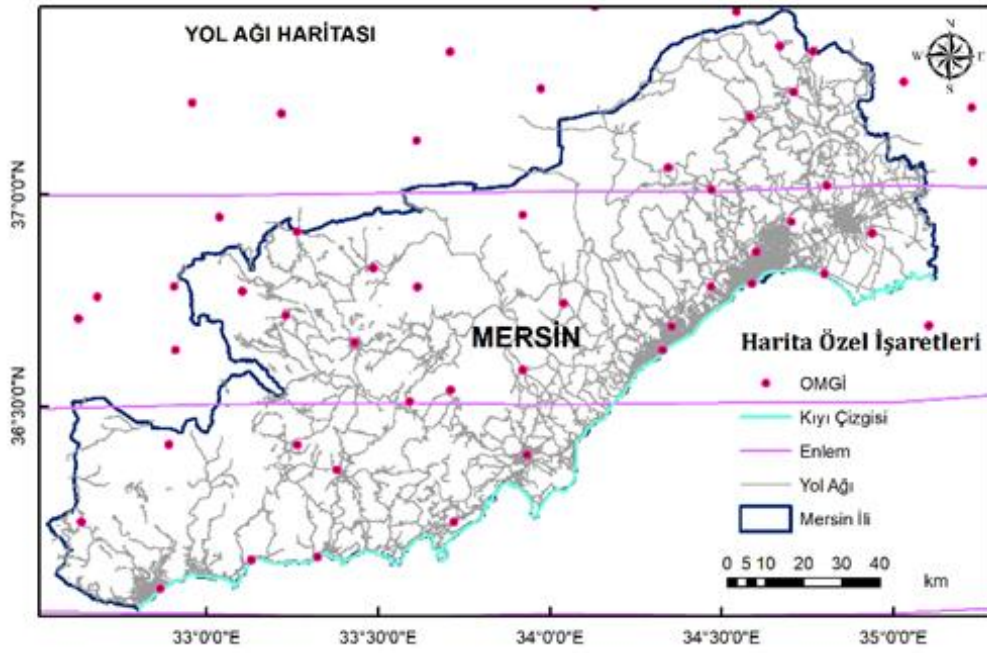 YOL AĞI HARİTASI
N
W
E
S
37°0'0"N
36°30'0"N
MERSİN
Harita Özel İşaretleri
OMGİ
Kıyı Çizgisi
Enlem
Yol Ağı
Mersin İli
0 5 10 20 30 40
km
33°0'0"E
33°30'0"E
34°0'0"E
34°30'0"E
35°0'0"E